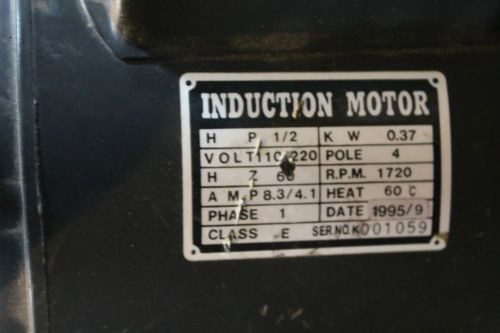 INDUCTION MOTOR
H P 1/2 K W 0.37
VOLT 110/220 POLE 4
H Z 60 R.P.M. 1720
A M P 8.3/4.1 HEAT 60 C
PHASE 1 DATE 1995/9
CLASS E SER.NO K001059